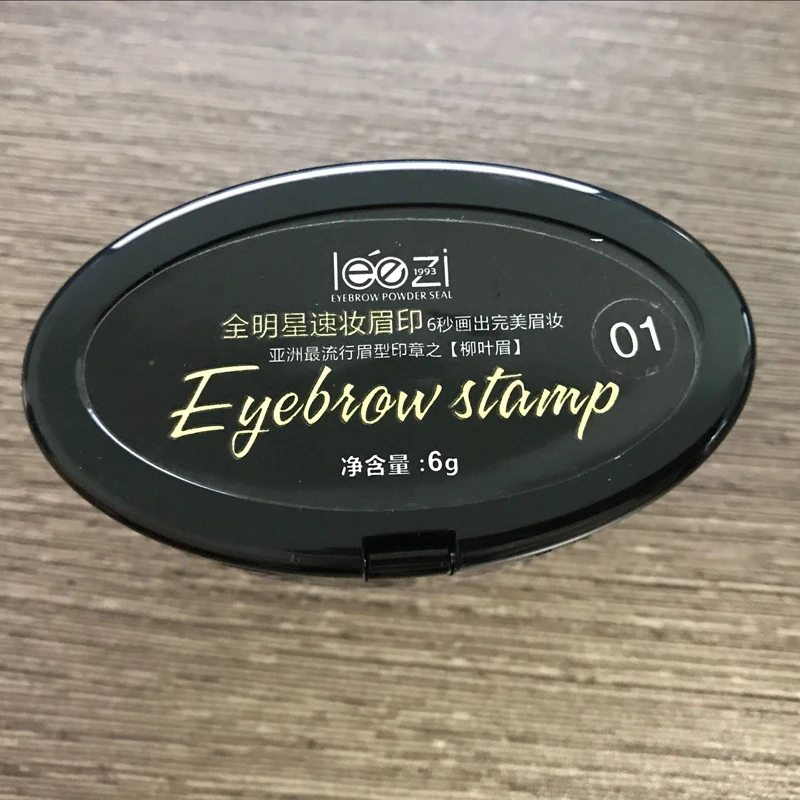 leezi
1993
EYEBROW POWDER SEAL
全明星速妆眉印 6秒画出完美眉妆
亚洲最流行眉型印章之【柳叶眉】
01
Eyebrow stamp
净含量:6g